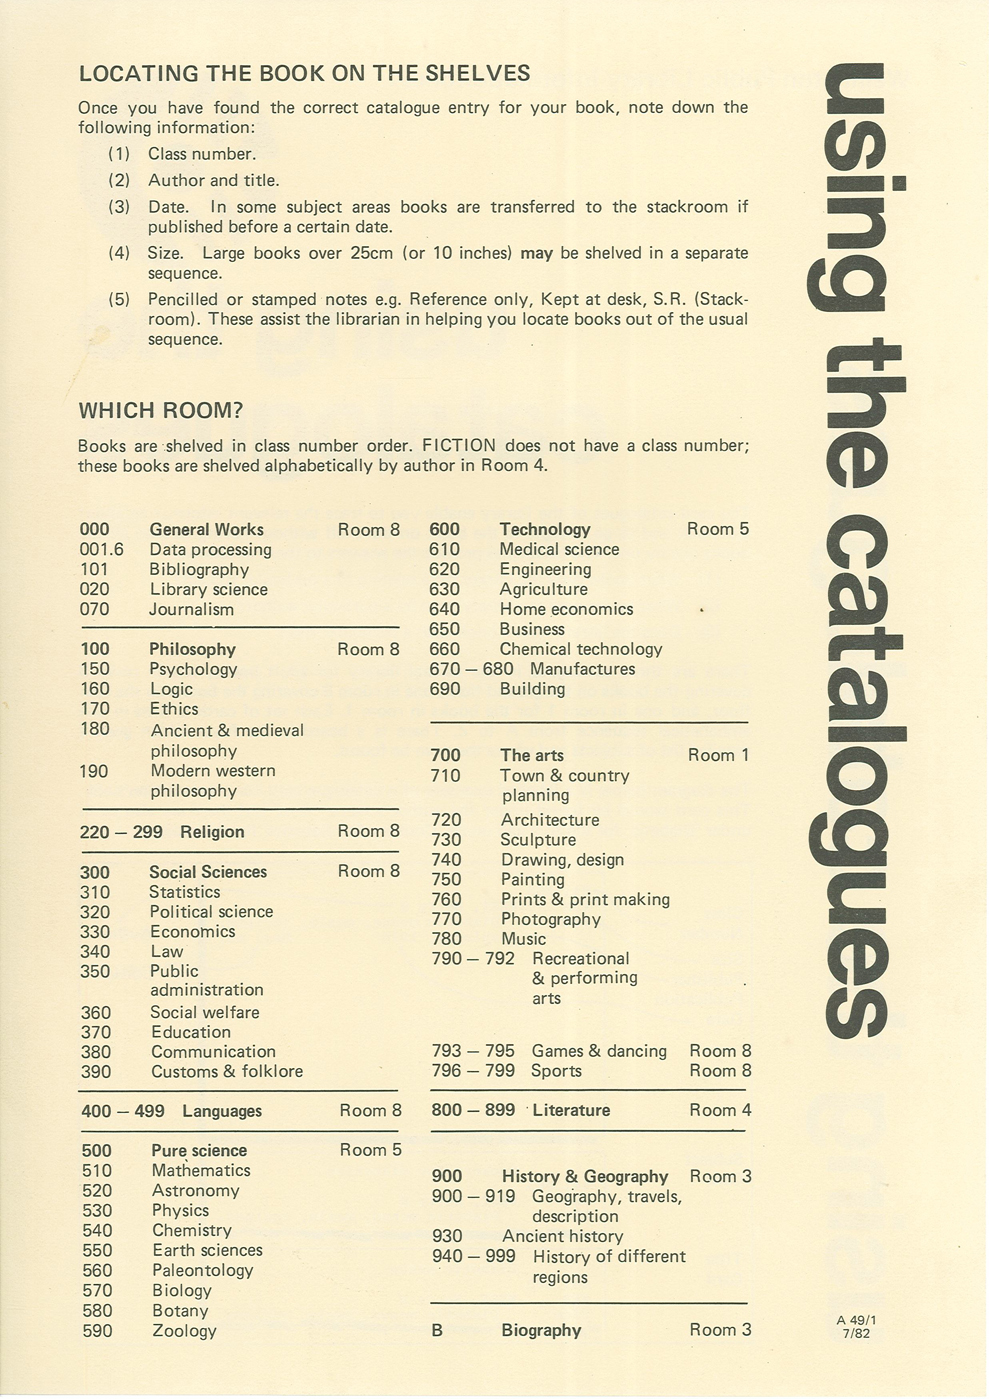 LOCATING THE BOOK ON THE SHELVES
Once you have found the correct catalogue entry for your book, note down the
following information:
(1) Class number.
(2) Author and title.
(3) Date. In some subject areas books are transferred to the stackroom if
published before a certain date.
(4) Size. Large books over 25cm (or 10 inches) may be shelved in a separate
sequence.
(5) Pencilled or stamped notes e.g. Reference only, Kept at desk, S.R. (Stack-
room). These assist the librarian in helping you locate books out of the usual
sequence.
WHICH ROOM?
Books are shelved in class number order. FICTION does not have a class number;
these books are shelved alphabetically by author in Room 4.
000 General Works Room 8
001.6 Data processing
101 Bibliography
020 Library science
070 Journalism
100 Philosophy Room 8
150 Psychology
160 Logic
170 Ethics
180 Ancient & medieval
philosophy
190 Modern western
philosophy
220 – 299 Religion Room 8
300 Social Sciences Room 8
310 Statistics
320 Political science
330 Economics
340 Law
350 Public
administration
360 Social welfare
370 Education
380 Communication
390 Customs & folklore
400 – 499 Languages Room 8
500 Pure science Room 5
510 Mathematics
520 Astronomy
530 Physics
540 Chemistry
550 Earth sciences
560 Paleontology
570 Biology
580 Botany
590 Zoology
600 Technology Room 5
610 Medical science
620 Engineering
630 Agriculture
640 Home economics
650 Business
660 Chemical technology
670 – 680 Manufactures
690 Building
700 The arts Room 1
710 Town & country
planning
720 Architecture
730 Sculpture
740 Drawing, design
750 Painting
760 Prints & print making
770 Photography
780 Music
790 – 792 Recreational
& performing
arts
793 – 795 Games & dancing Room 8
796 – 799 Sports Room 8
800 – 899 Literature Room 4
900 History & Geography Room 3
900 – 919 Geography, travels,
description
930 Ancient history
940 – 999 History of different
regions
B Biography Room 3
using the catalogues
A 49/1
7/82